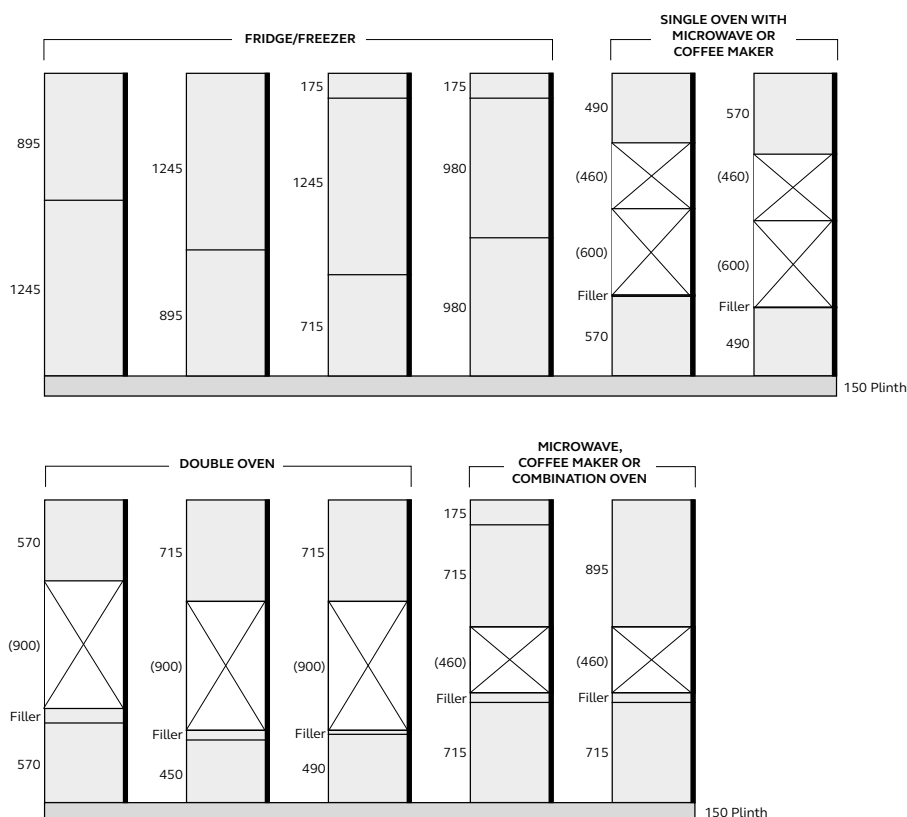 FRIDGE/FREEZER
SINGLE OVEN WITH
MICROWAVE OR
COFFEE MAKER
895
1245
1245
895
175
1245
715
175
980
980
490
(460)
(600)
Filler
570
570
(460)
(600)
Filler
490
150 Plinth
DOUBLE OVEN
MICROWAVE,
COFFEE MAKER OR
COMBINATION OVEN
570
(900)
Filler
570
715
(900)
Filler
450
715
(900)
Filler
490
175
715
(460)
Filler
715
895
(460)
Filler
715
150 Plinth